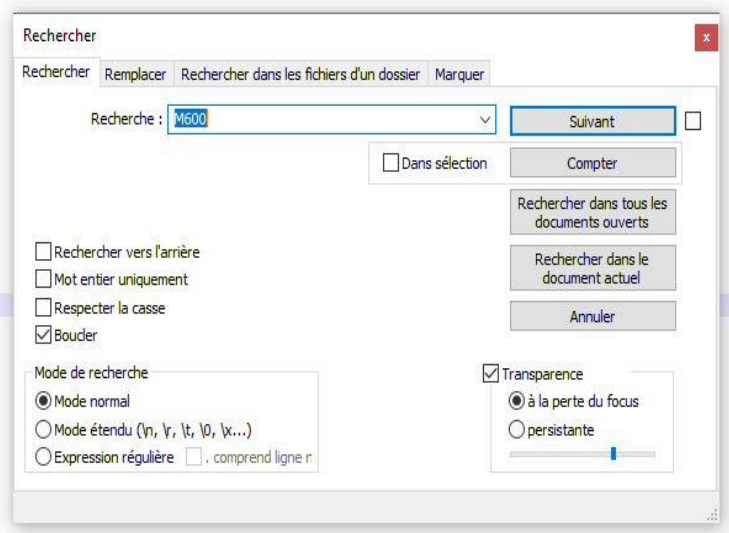 Rechercher
x
Rechercher Remplacer Rechercher dans les fichiers d'un dossier Marquer
Recherche : M600
Suivant
Dans sélection
Compter
Rechercher dans tous les
documents ouverts
Rechercher vers l'arrière
Mot entier uniquement
Respecter la casse
Boucler
Rechercher dans le
document actuel
Annuler
Mode de recherche
Mode normal
Mode étendu (\n, \r, \t, \0, \x...)
Expression régulière . comprend ligne
Transparence
à la perte du focus
persistante